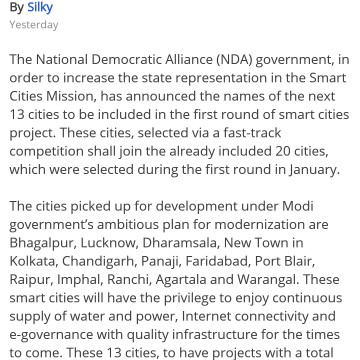 By Silky
Yesterday
The National Democratic Alliance (NDA) government, in
order to increase the state representation in the Smart
Cities Mission, has announced the names of the next
13 cities to be included in the first round of smart cities
project. These cities, selected via a fast-track
competition shall join the already included 20 cities,
which were selected during the first round in January.
The cities picked up for development under Modi
government’s ambitious plan for modernization are
Bhagalpur, Lucknow, Dharamsala, New Town in
Kolkata, Chandigarh, Panaji, Faridabad, Port Blair,
Raipur, Imphal, Ranchi, Agartala and Warangal. These
smart cities will have the privilege to enjoy continuous
supply of water and power, Internet connectivity and
e-governance with quality infrastructure for the times
to come. These 13 cities, to have projects with a total